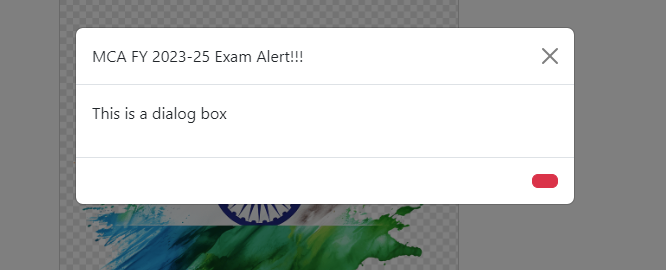 MCA FY 2023-25 Exam Alert!!!
This is a dialog box